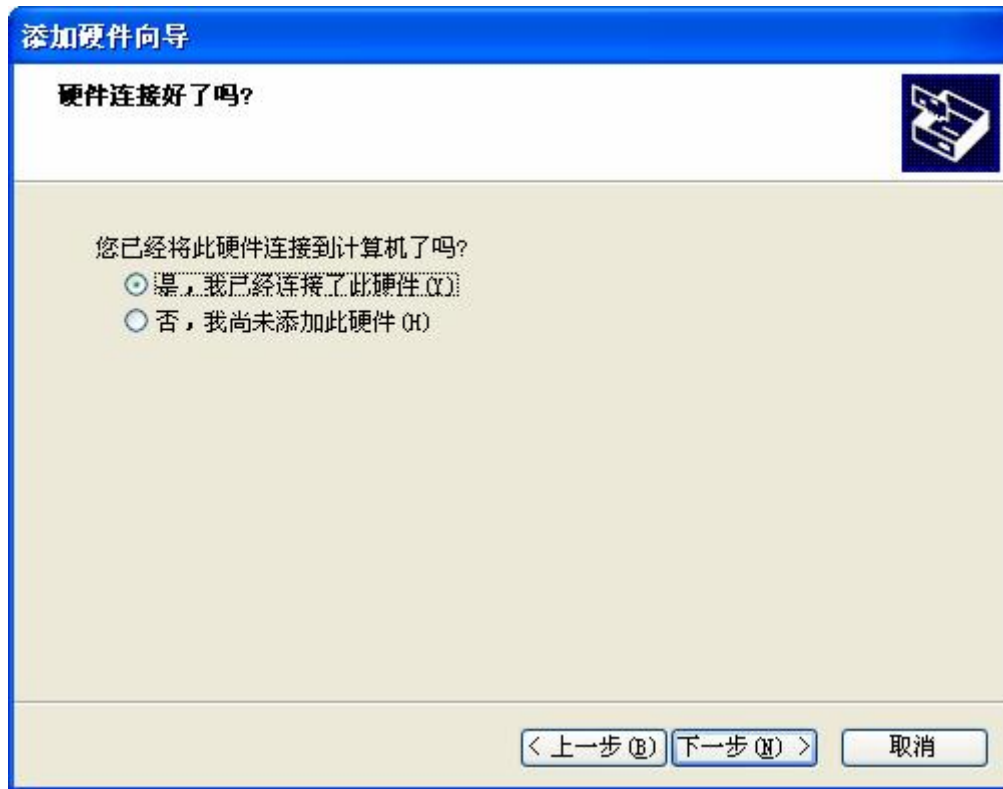 添加硬件向导
硬件连接好了吗?
您已经将此硬件连接到计算机了吗?
是，我已经连接了此硬件(Y)
否，我尚未添加此硬件(H)
< 上一步(B) 下一步(N) > 取消